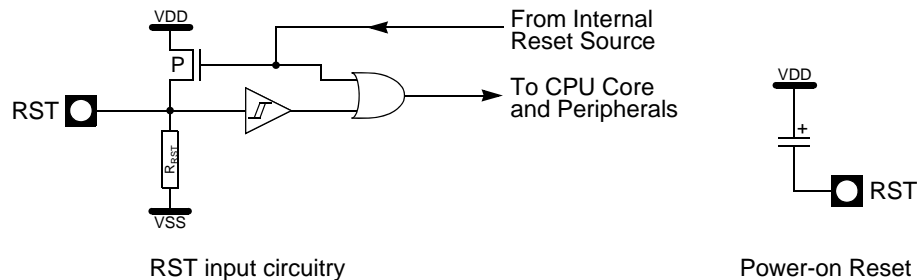 VDD
From Internal
Reset Source
P
To CPU Core
and Peripherals
RST
RRST
VSS
VDD
+
RST
RST input circuitry
Power-on Reset